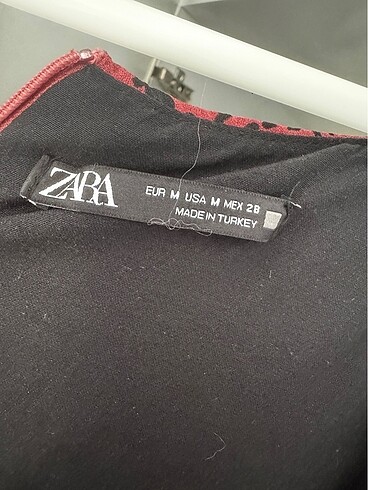 ZARA
EUR M USA M MEX 28
MADE IN TURKEY